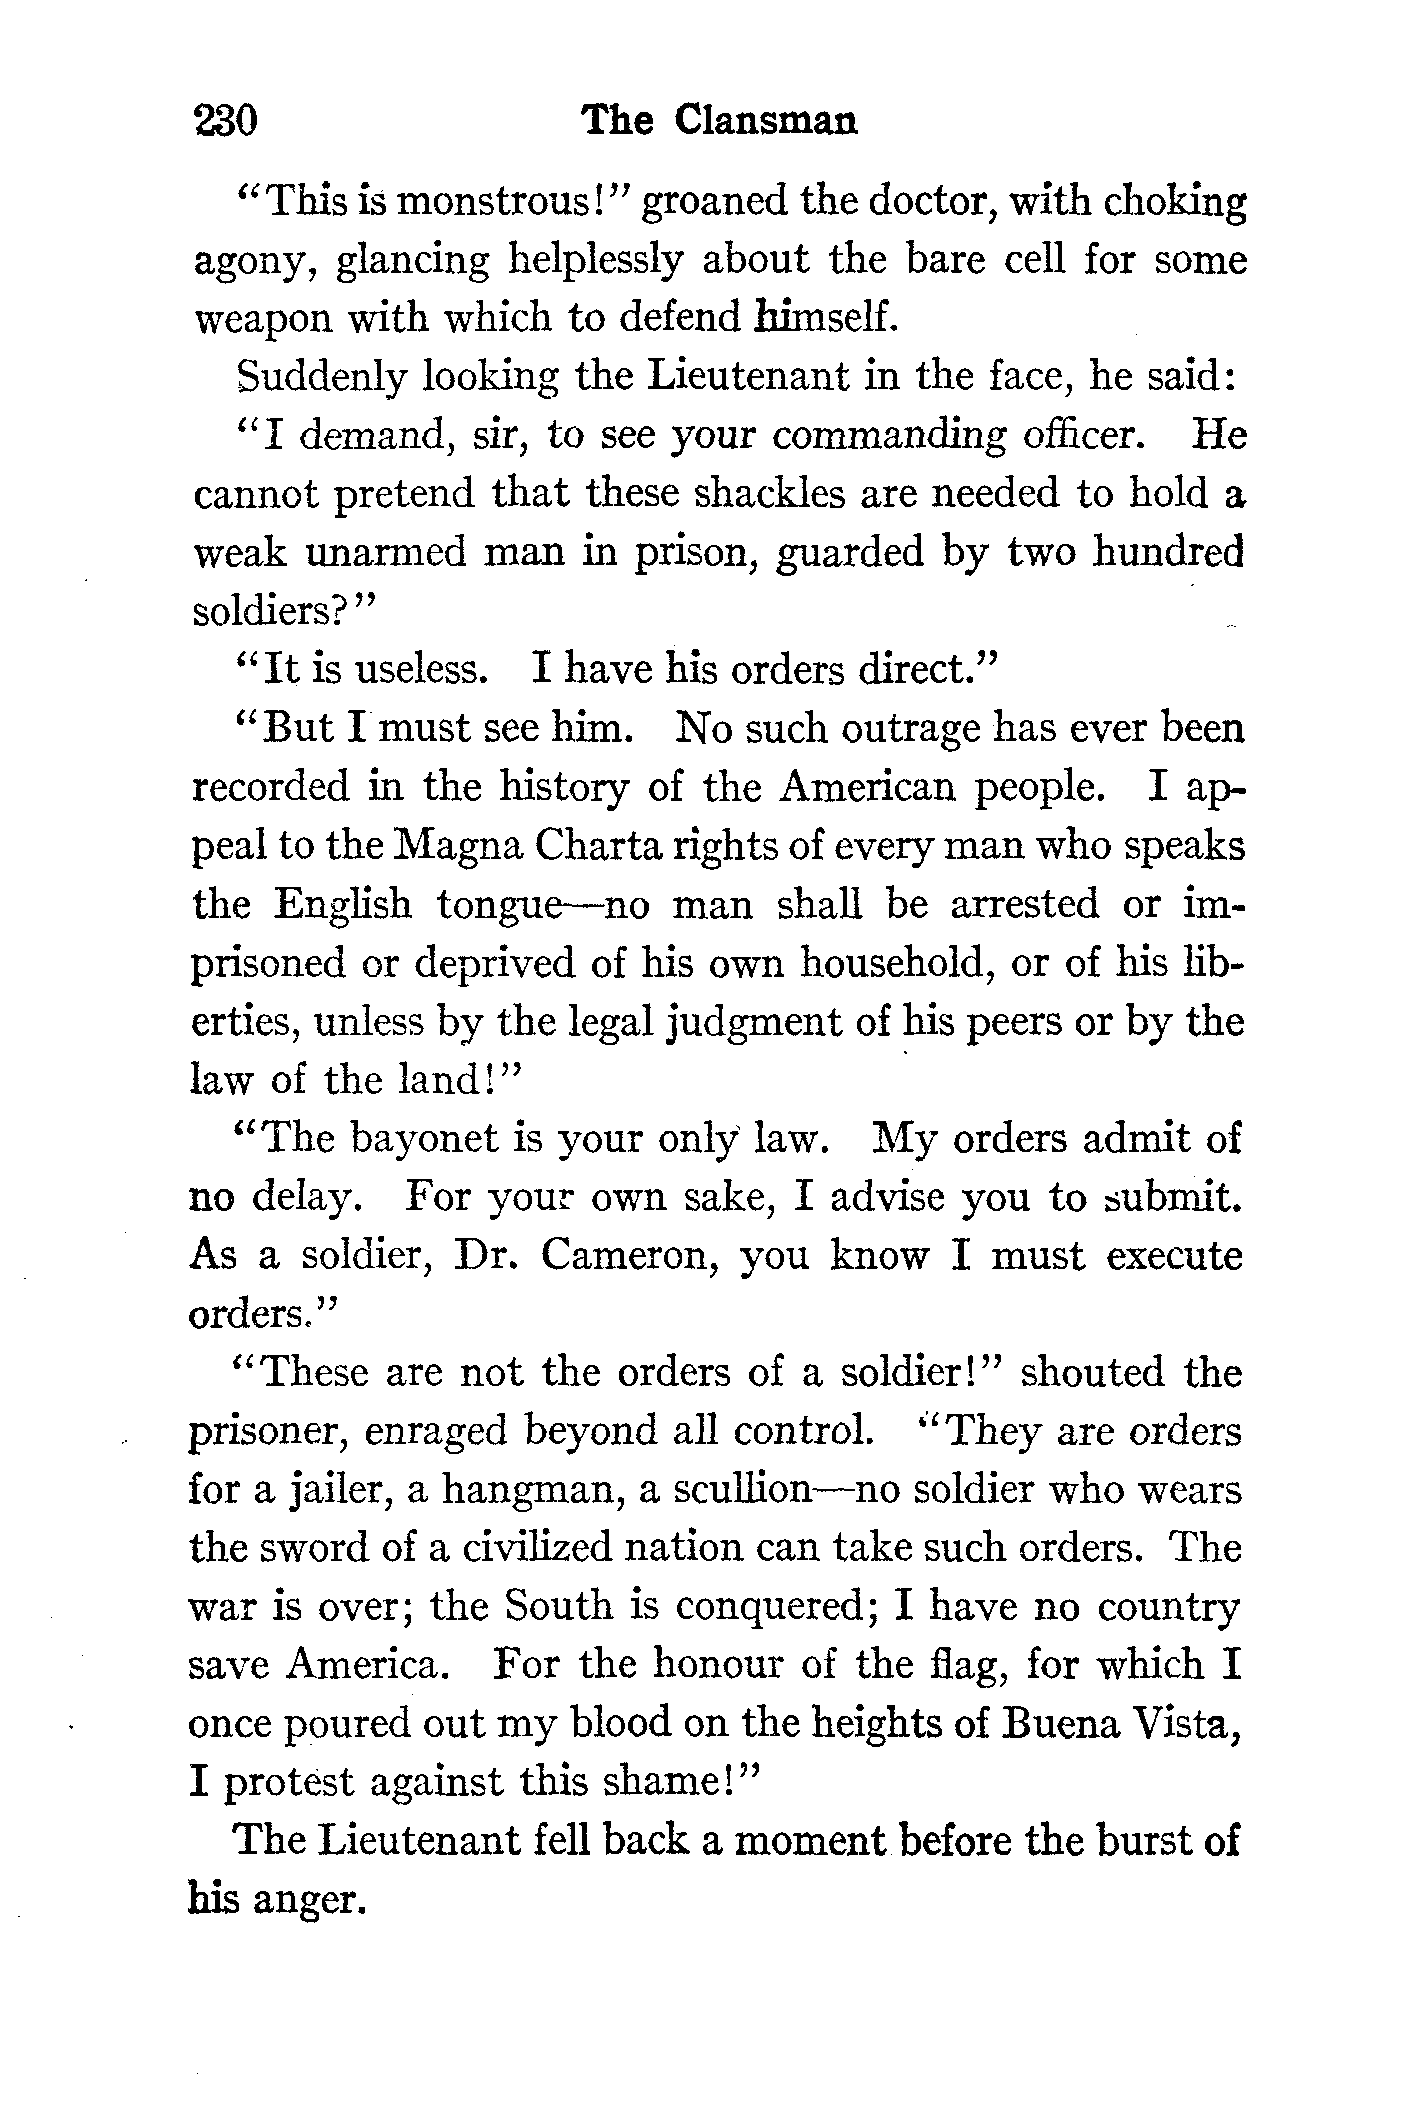 230 The Clansman
"This is monstrous!" groaned the doctor, with choking
agony, glancing helplessly about the bare cell for some
weapon with which to defend himself.
Suddenly looking the Lieutenant in the face, he said:
"I demand, sir, to see your commanding officer. He
cannot pretend that these shackles are needed to hold a
weak unarmed man in prison, guarded by two hundred
soldiers?"
"It is useless. I have his orders direct."
"But I must see him. No such outrage has ever been
recorded in the history of the American people. I ap-
peal to the Magna Charta rights of every man who speaks
the English tongue—no man shall be arrested or im-
prisoned or deprived of his own household, or of his lib-
erties, unless by the legal judgment of his peers or by the
law of the land!"
"The bayonet is your only law. My orders admit of
no delay. For your own sake, I advise you to submit.
As a soldier, Dr. Cameron, you know I must execute
orders."
"These are not the orders of a soldier!" shouted the
prisoner, enraged beyond all control. "They are orders
for a jailer, a hangman, a scullion—no soldier who wears
the sword of a civilized nation can take such orders. The
war is over; the South is conquered; I have no country
save America. For the honour of the flag, for which I
once poured out my blood on the heights of Buena Vista,
I protest against this shame!"
The Lieutenant fell back a moment before the burst of
his anger.